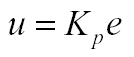 u = K_p e